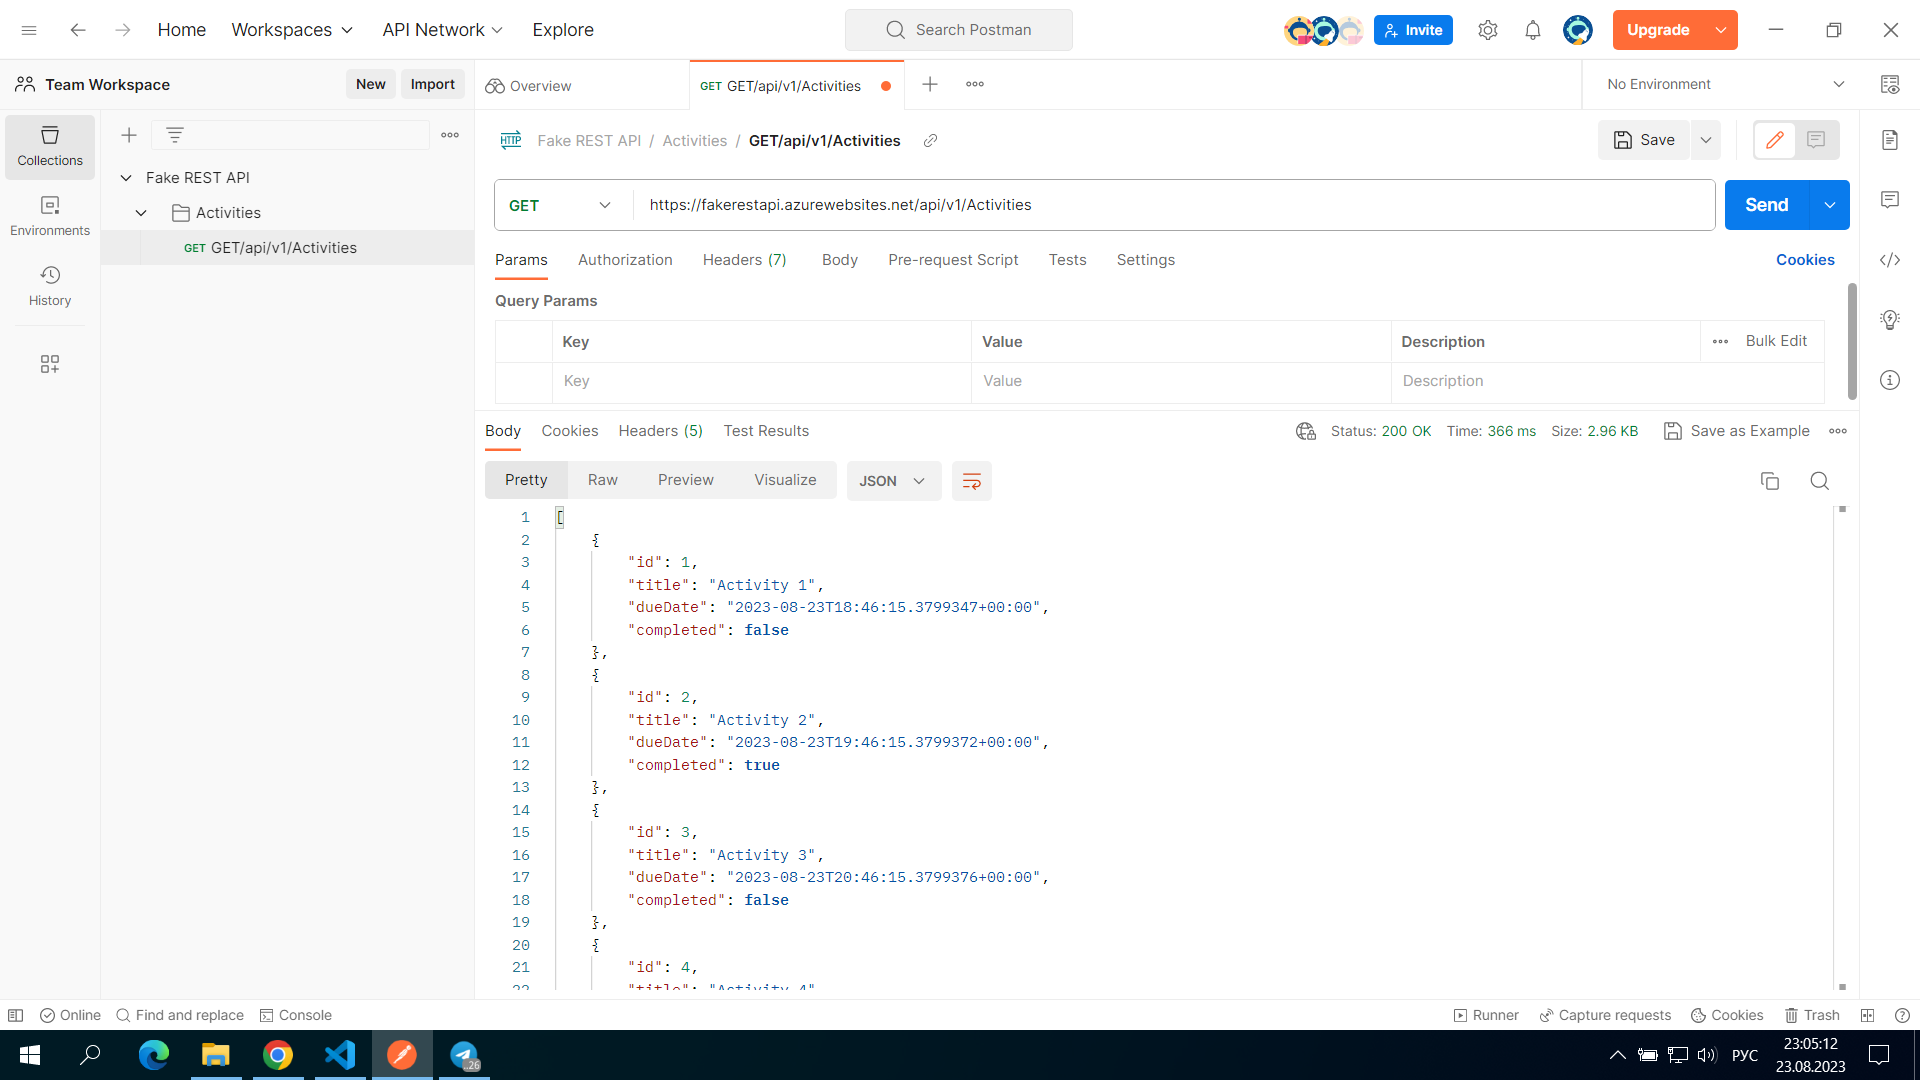 Home Workspaces API Network Explore Search Postman Invite Upgrade
Team Workspace New Import Overview GET GET/api/v1/Activities No Environment
Collections
Environments
History
Fake REST API
Activities
GET GET/api/v1/Activities
HTTP Fake REST API / Activities / GET/api/v1/Activities Save
GET https://fakerestapi.azurewebsites.net/api/v1/Activities Send
Params Authorization Headers (7) Body Pre-request Script Tests Settings Cookies
Query Params
Key Value Description Bulk Edit
Key Value Description
Body Cookies Headers (5) Test Results Status: 200 OK Time: 366 ms Size: 2.96 KB Save as Example
Pretty Raw Preview Visualize JSON
1 [
2 {
3 "id": 1,
4 "title": "Activity 1",
5 "dueDate": "2023-08-23T18:46:15.3799347+00:00",
6 "completed": false
7 },
8 {
9 "id": 2,
10 "title": "Activity 2",
11 "dueDate": "2023-08-23T19:46:15.3799372+00:00",
12 "completed": true
13 },
14 {
15 "id": 3,
16 "title": "Activity 3",
17 "dueDate": "2023-08-23T20:46:15.3799376+00:00",
18 "completed": false
19 },
20 {
21 "id": 4,
22 "title": "Activity 4"
Online Find and replace Console Runner Capture requests Cookies Trash
..26 РУС 23:05:12
23.08.2023